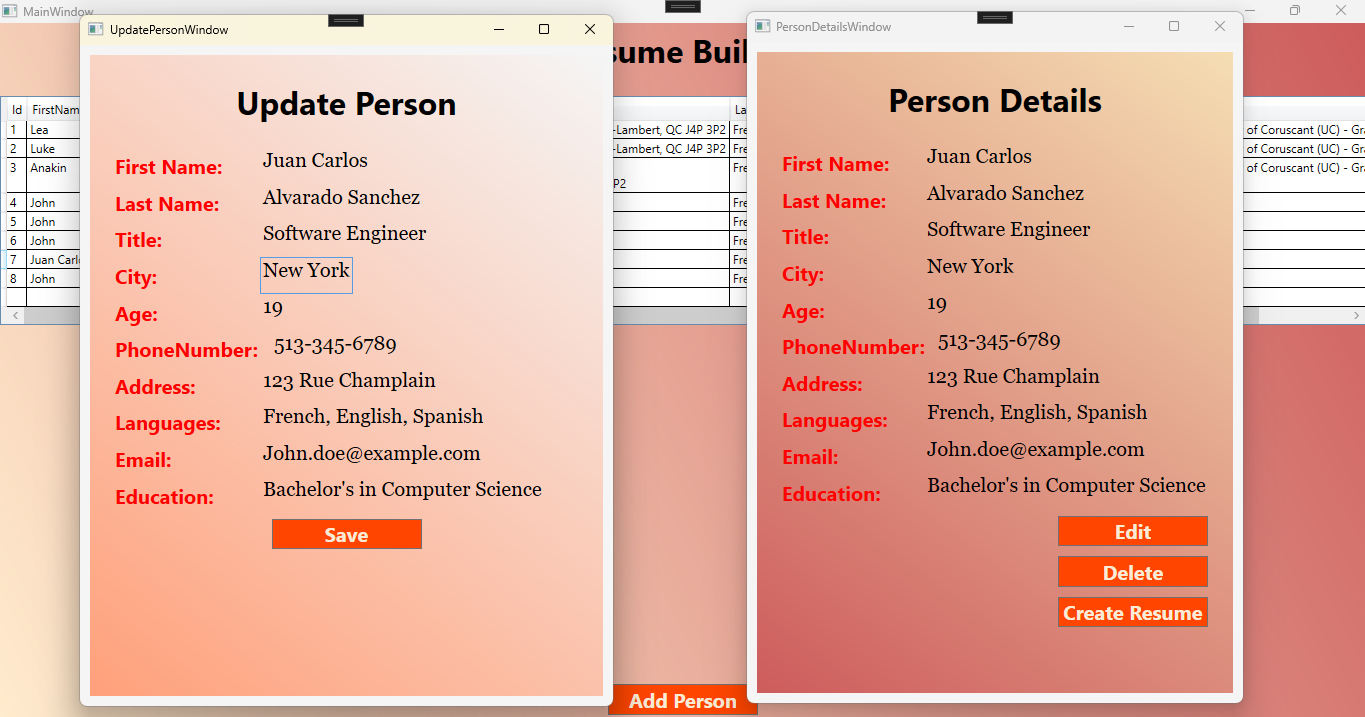 MainWindow
UpdatePersonWindow
PersonDetailsWindow
sume Buil
Id FirstNam
La
1 Lea
-Lambert, QC J4P 3P2 Fre
of Coruscant (UC) - Gra
2 Luke
-Lambert, QC J4P 3P2 Fre
of Coruscant (UC) - Gra
3 Anakin
P2
Fre
of Coruscant (UC) - Gra
4 John
Fre
5 John
Fre
6 John
Fre
7 Juan Carl
Fre
8 John
Fre
Update Person
First Name: Juan Carlos
Last Name: Alvarado Sanchez
Title: Software Engineer
City: New York
Age: 19
PhoneNumber: 513-345-6789
Address: 123 Rue Champlain
Languages: French, English, Spanish
Email: John.doe@example.com
Education: Bachelor's in Computer Science
Save
Person Details
First Name: Juan Carlos
Last Name: Alvarado Sanchez
Title: Software Engineer
City: New York
Age: 19
PhoneNumber: 513-345-6789
Address: 123 Rue Champlain
Languages: French, English, Spanish
Email: John.doe@example.com
Education: Bachelor's in Computer Science
Edit
Delete
Create Resume
Add Person